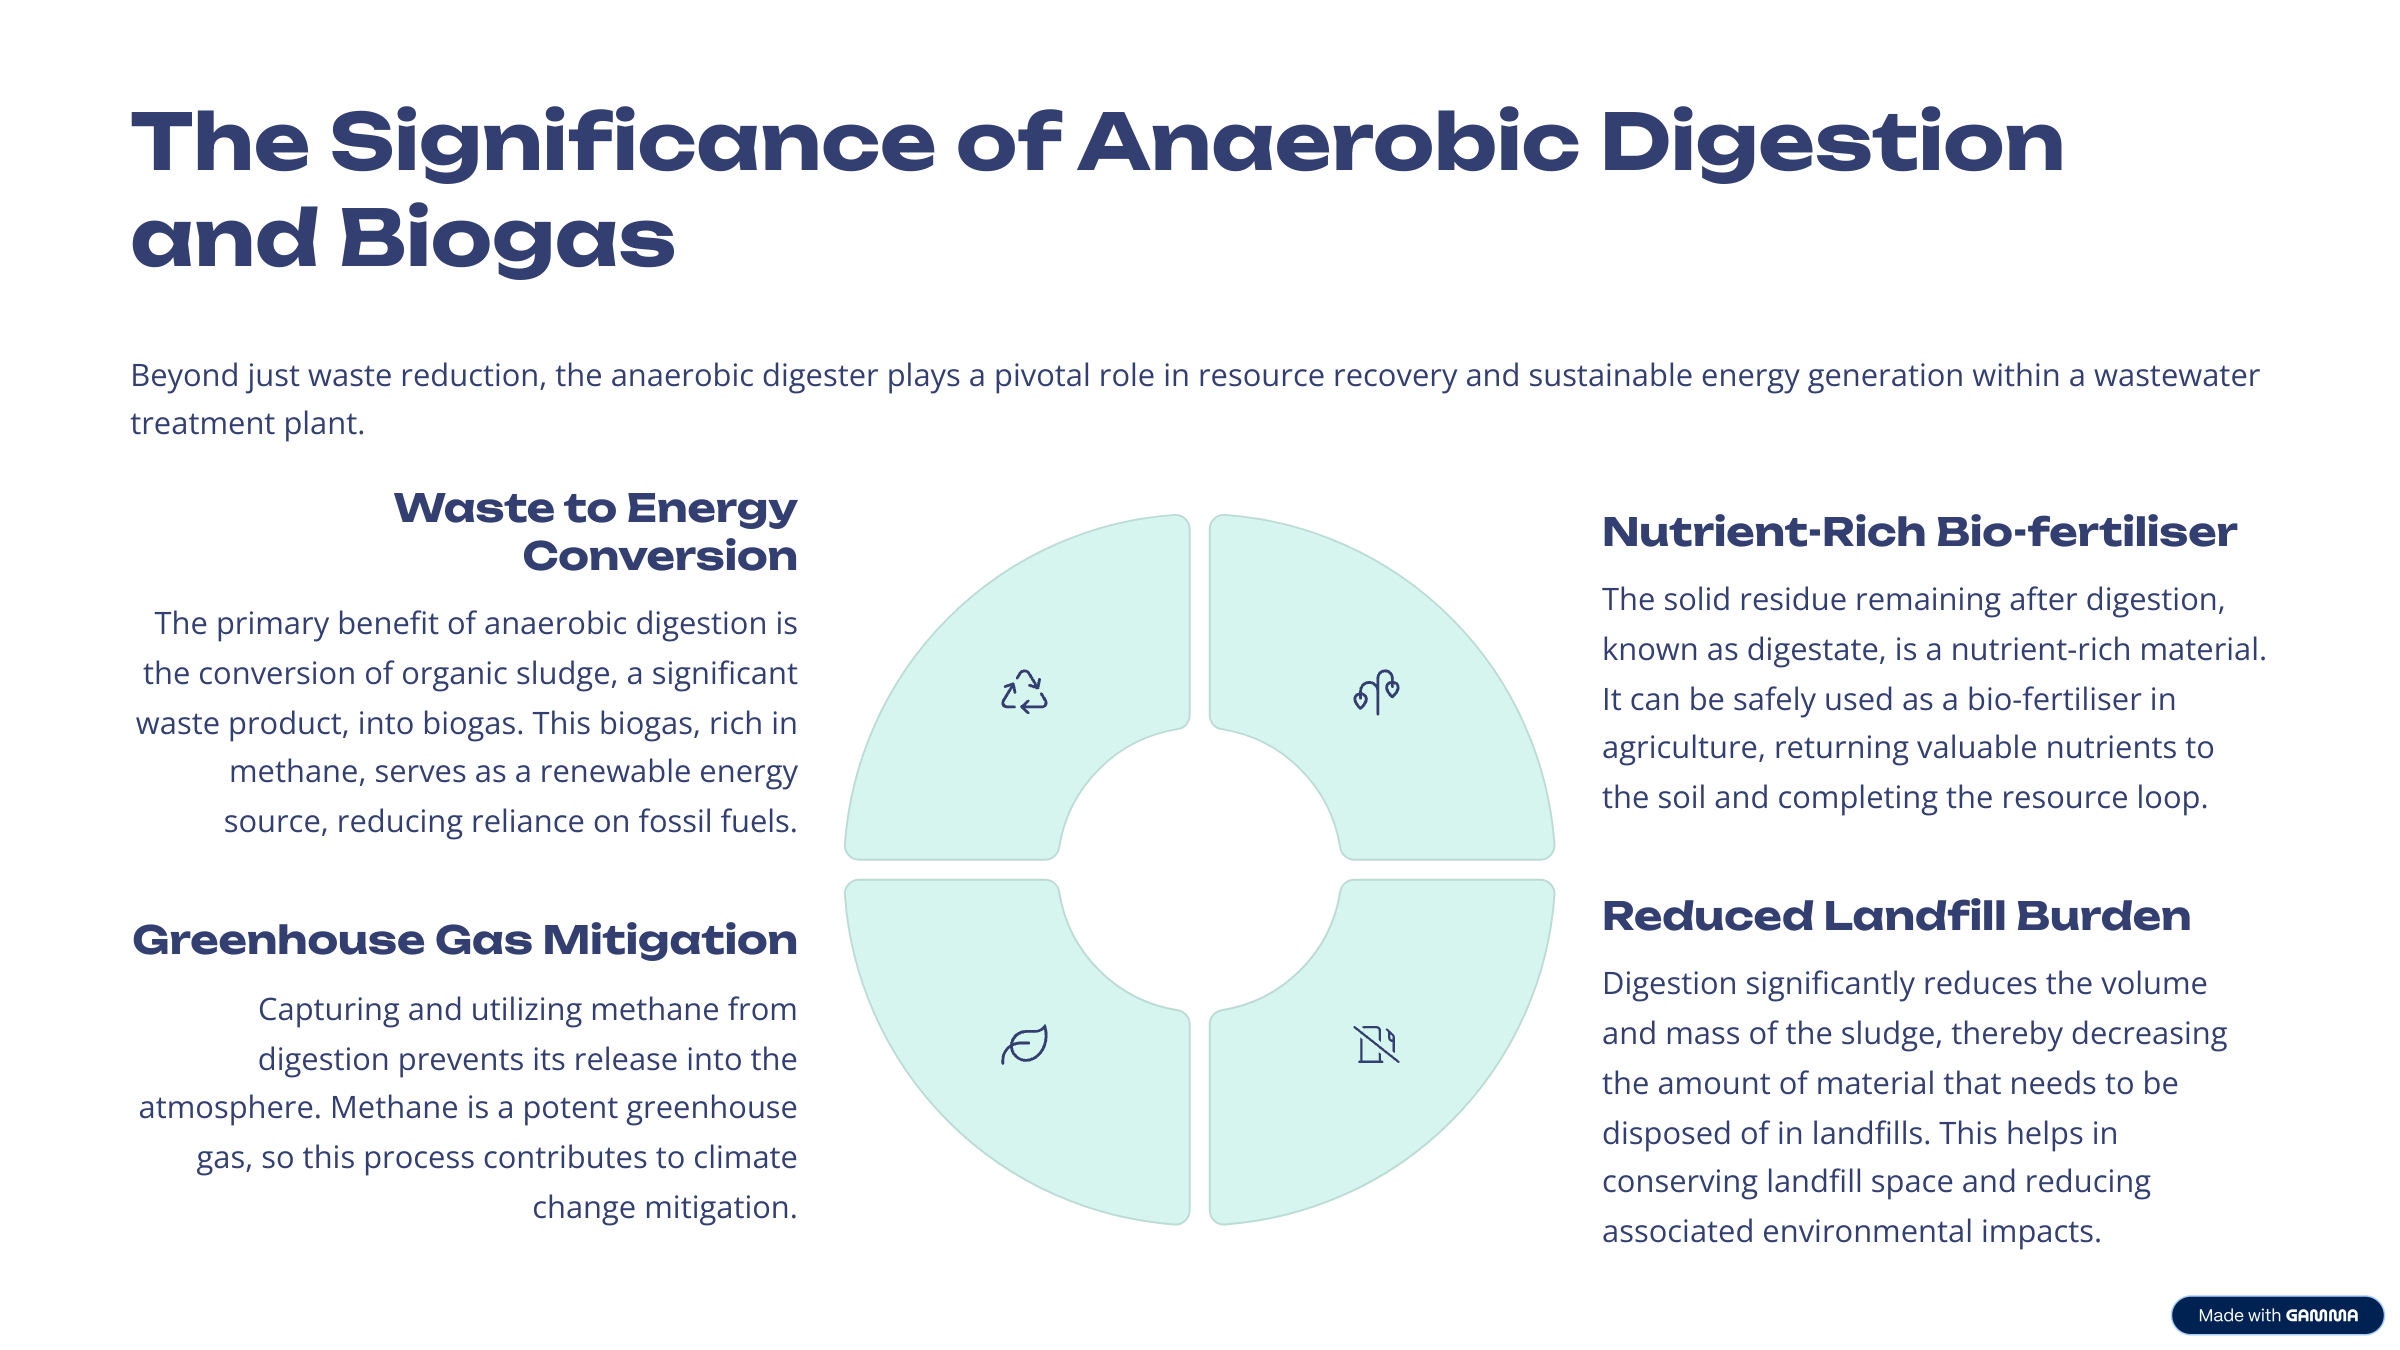 The Significance of Anaerobic Digestion
and Biogas
Beyond just waste reduction, the anaerobic digester plays a pivotal role in resource recovery and sustainable energy generation within a wastewater
treatment plant.
Waste to Energy
Conversion
The primary benefit of anaerobic digestion is
the conversion of organic sludge, a significant
waste product, into biogas. This biogas, rich in
methane, serves as a renewable energy
source, reducing reliance on fossil fuels.
Nutrient-Rich Bio-fertiliser
The solid residue remaining after digestion,
known as digestate, is a nutrient-rich material.
It can be safely used as a bio-fertiliser in
agriculture, returning valuable nutrients to
the soil and completing the resource loop.
Greenhouse Gas Mitigation
Capturing and utilizing methane from
digestion prevents its release into the
atmosphere. Methane is a potent greenhouse
gas, so this process contributes to climate
change mitigation.
Reduced Landfill Burden
Digestion significantly reduces the volume
and mass of the sludge, thereby decreasing
the amount of material that needs to be
disposed of in landfills. This helps in
conserving landfill space and reducing
associated environmental impacts.
Made with GAMMA